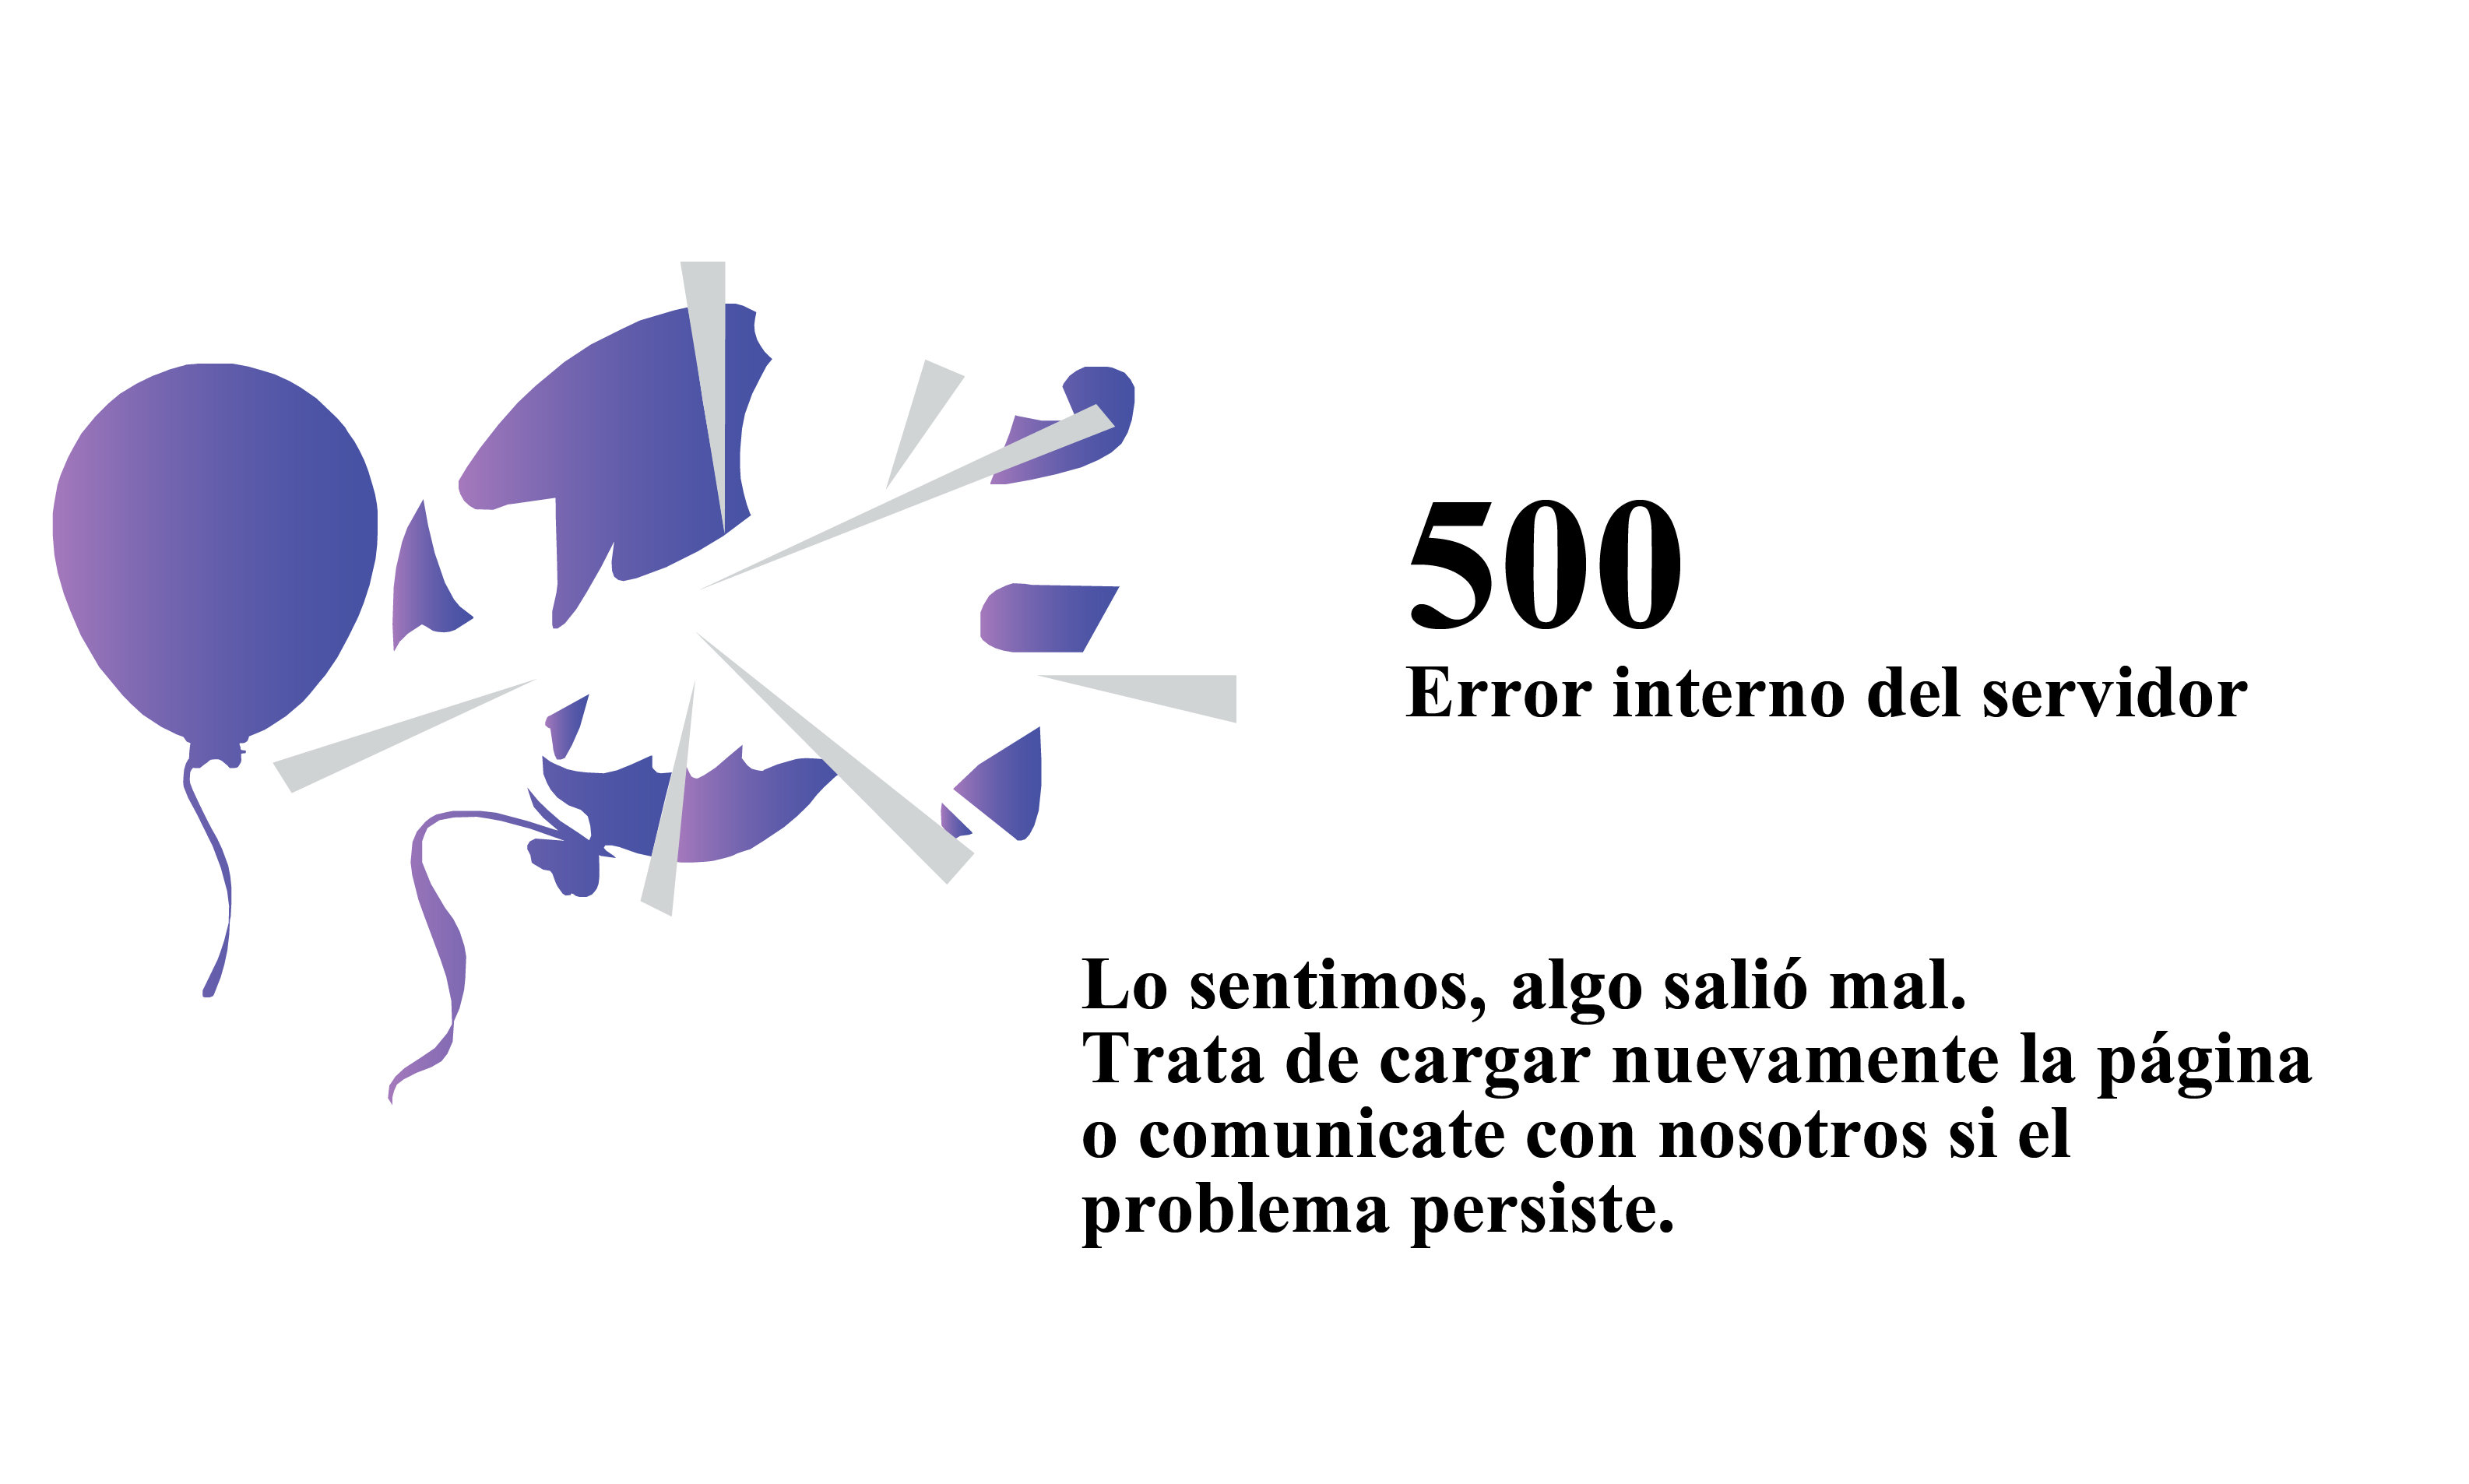 500
Error interno del servidor
Lo sentimos, algo salió mal.
Trata de cargar nuevamente la página
o comunicate con nosotros si el
problema persiste.